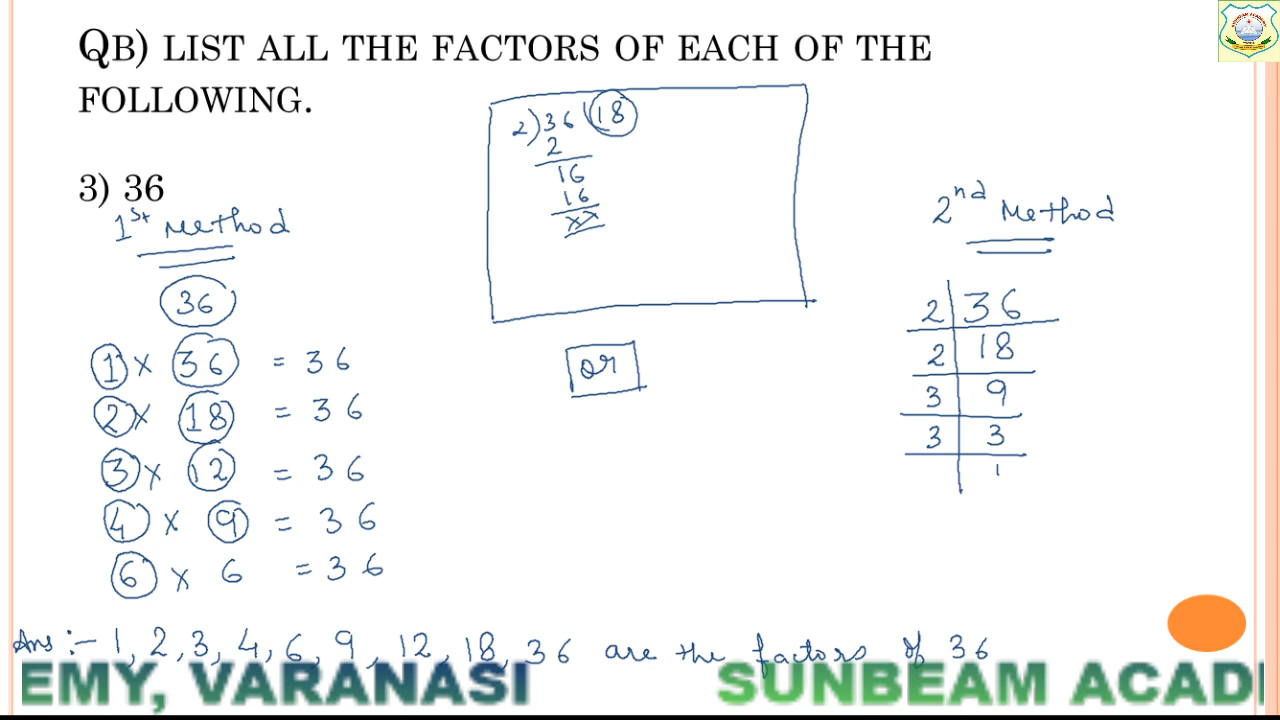 QB) LIST ALL THE FACTORS OF EACH OF THE
FOLLOWING.
3) 36
1st Method
36
1 x 36 = 36
2 x 18 = 36
3 x 12 = 36
4 x 9 = 36
6 x 6 = 36
2) 36 (18
2
16
16
xx
or
2nd Method
2 | 36
2 | 18
3 | 9
3 | 3
| 1
Ans :- 1, 2, 3, 4, 6, 9, 12, 18, 36 are the factors of 36
EMY, VARANASI SUNBEAM ACAD